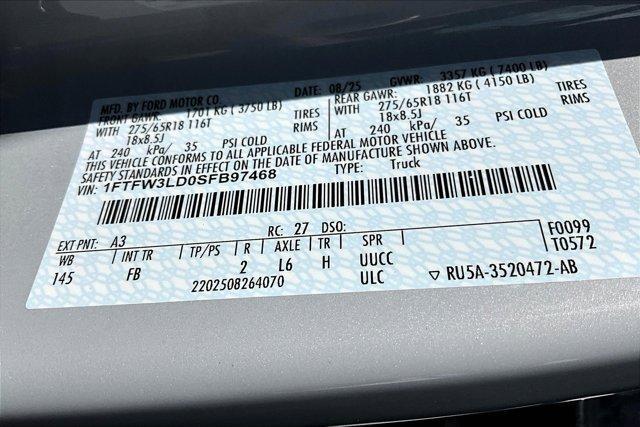 MFD. BY FORD MOTOR CO. DATE: 08/25 GVWR: 3357 KG ( 7400 LB)
FRONT GAWR: 1701 KG ( 3750 LB) REAR GAWR: 1882 KG ( 4150 LB)
WITH 275/65R18 116T TIRES WITH 275/65R18 116T TIRES
18x8.5J RIMS 18x8.5J RIMS
AT 240 kPa/ 35 PSI COLD AT 240 kPa/ 35 PSI COLD
THIS VEHICLE CONFORMS TO ALL APPLICABLE FEDERAL MOTOR VEHICLE
SAFETY STANDARDS IN EFFECT ON THE DATE OF MANUFACTURE SHOWN ABOVE.
VIN: 1FTFW3LD0SFB97468 TYPE: Truck
EXT PNT: A3 RC: 27 DSO: F0099
WB INT TR TP/PS R AXLE TR SPR T0572
145 FB 2 L6 H UUCC
2202508264070 ULC ▽ RU5A-3520472-AB